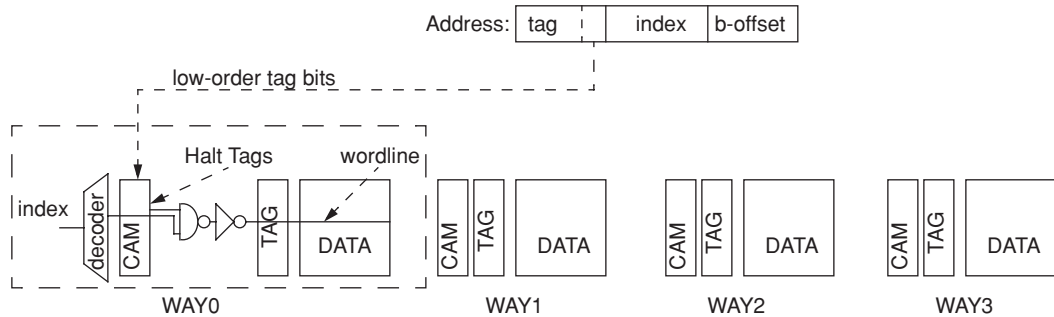 Address: tag index b-offset
low-order tag bits
Halt Tags wordline
index decoder CAM TAG DATA CAM TAG DATA CAM TAG DATA CAM TAG DATA
WAY0 WAY1 WAY2 WAY3